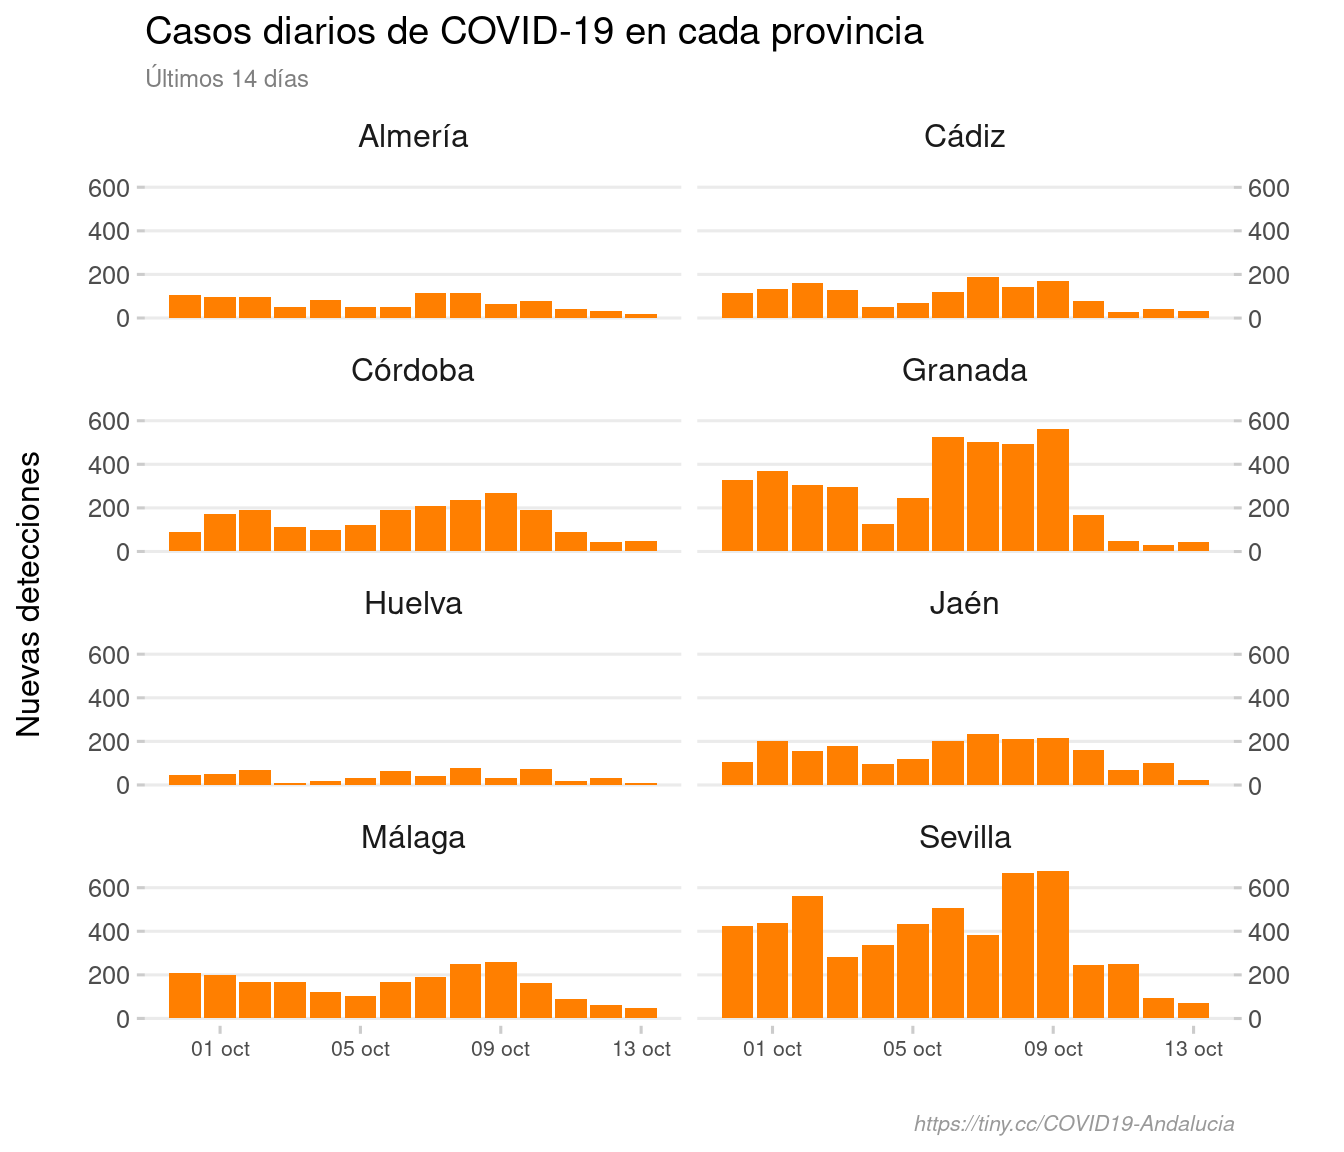 Casos diarios de COVID-19 en cada provincia
Últimos 14 días
Almería
Cádiz
600
400
200
0
600
400
200
0
Córdoba
Granada
600
400
200
0
600
400
200
0
Nuevas detecciones
Huelva
Jaén
600
400
200
0
600
400
200
0
Málaga
Sevilla
600
400
200
0
600
400
200
0
01 oct 05 oct 09 oct 13 oct
01 oct 05 oct 09 oct 13 oct
https://tiny.cc/COVID19-Andalucia